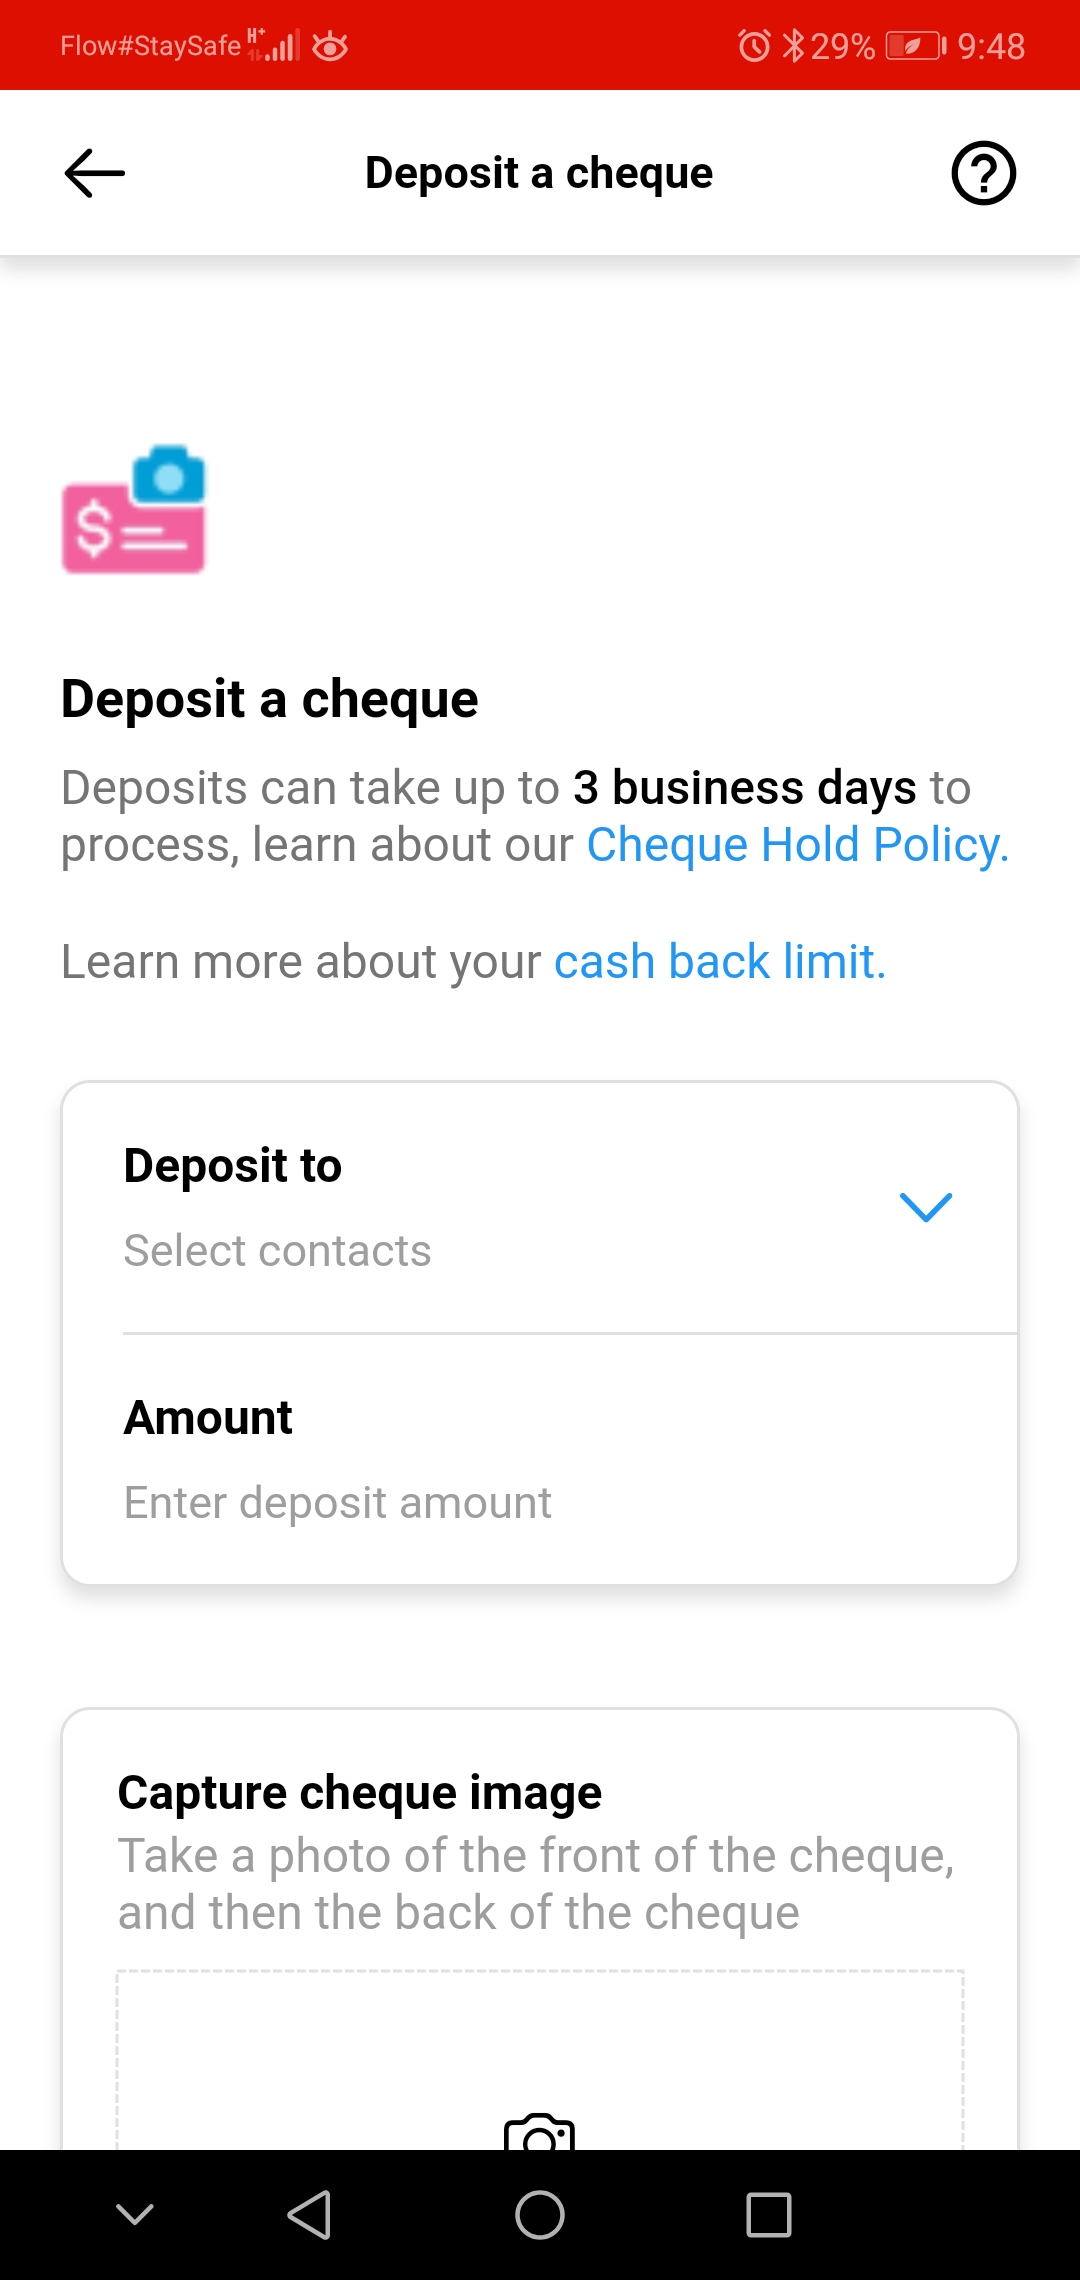 Flow#StaySafe H+ 29% 9:48
Deposit a cheque
$
Deposit a cheque
Deposits can take up to 3 business days to
process, learn about our Cheque Hold Policy.
Learn more about your cash back limit.
Deposit to
Select contacts
Amount
Enter deposit amount
Capture cheque image
Take a photo of the front of the cheque,
and then the back of the cheque